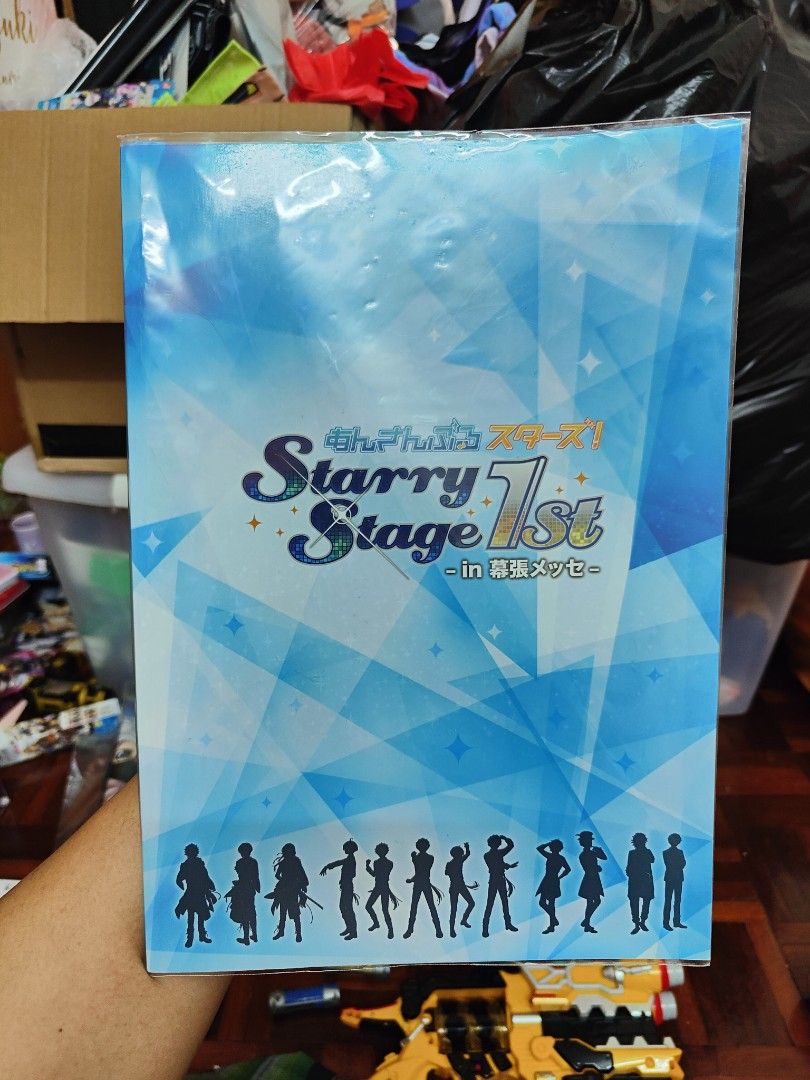 uki
あんさんぶるスターズ!
Starry
Stage 1st
– in 幕張メッセ –